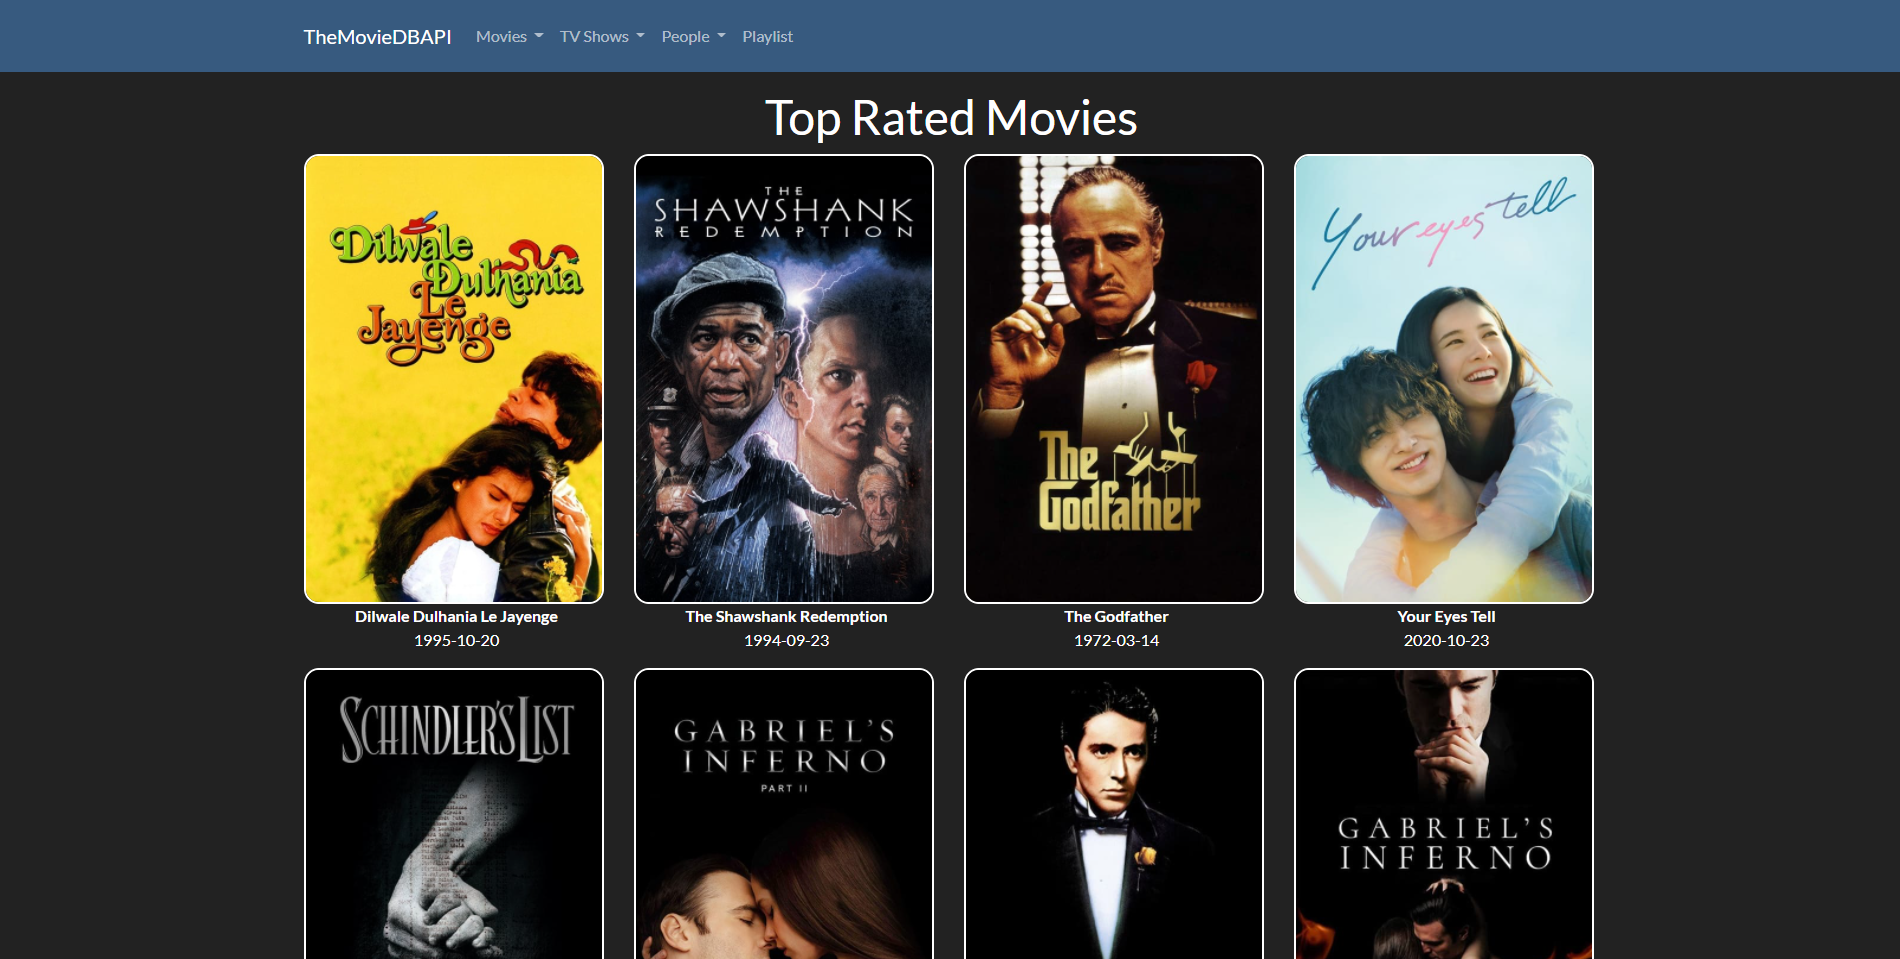 TheMovieDBAPI Movies TV Shows People Playlist
Top Rated Movies
Dilwale
Dulhania
Le
Jayenge
THE
SHAWSHANK
REDEMPTION
The
Godfather
Your eyes tell
Dilwale Dulhania Le Jayenge
1995-10-20
The Shawshank Redemption
1994-09-23
The Godfather
1972-03-14
Your Eyes Tell
2020-10-23
SCHINDLER'S LIST
GABRIEL'S
INFERNO
PART II
GABRIEL'S
INFERNO